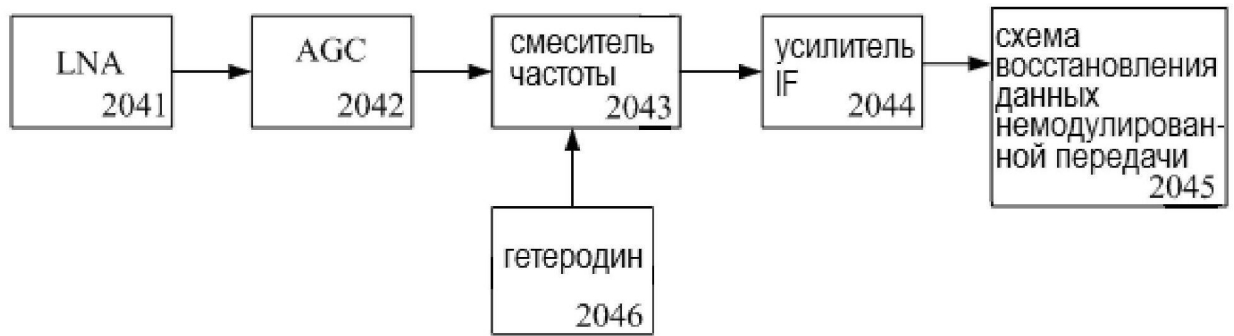 LNA
2041
AGC
2042
смеситель
частоты
2043
усилитель
IF
2044
схема
восстановления
данных
немодулирован-
ной передачи
2045
гетеродин
2046